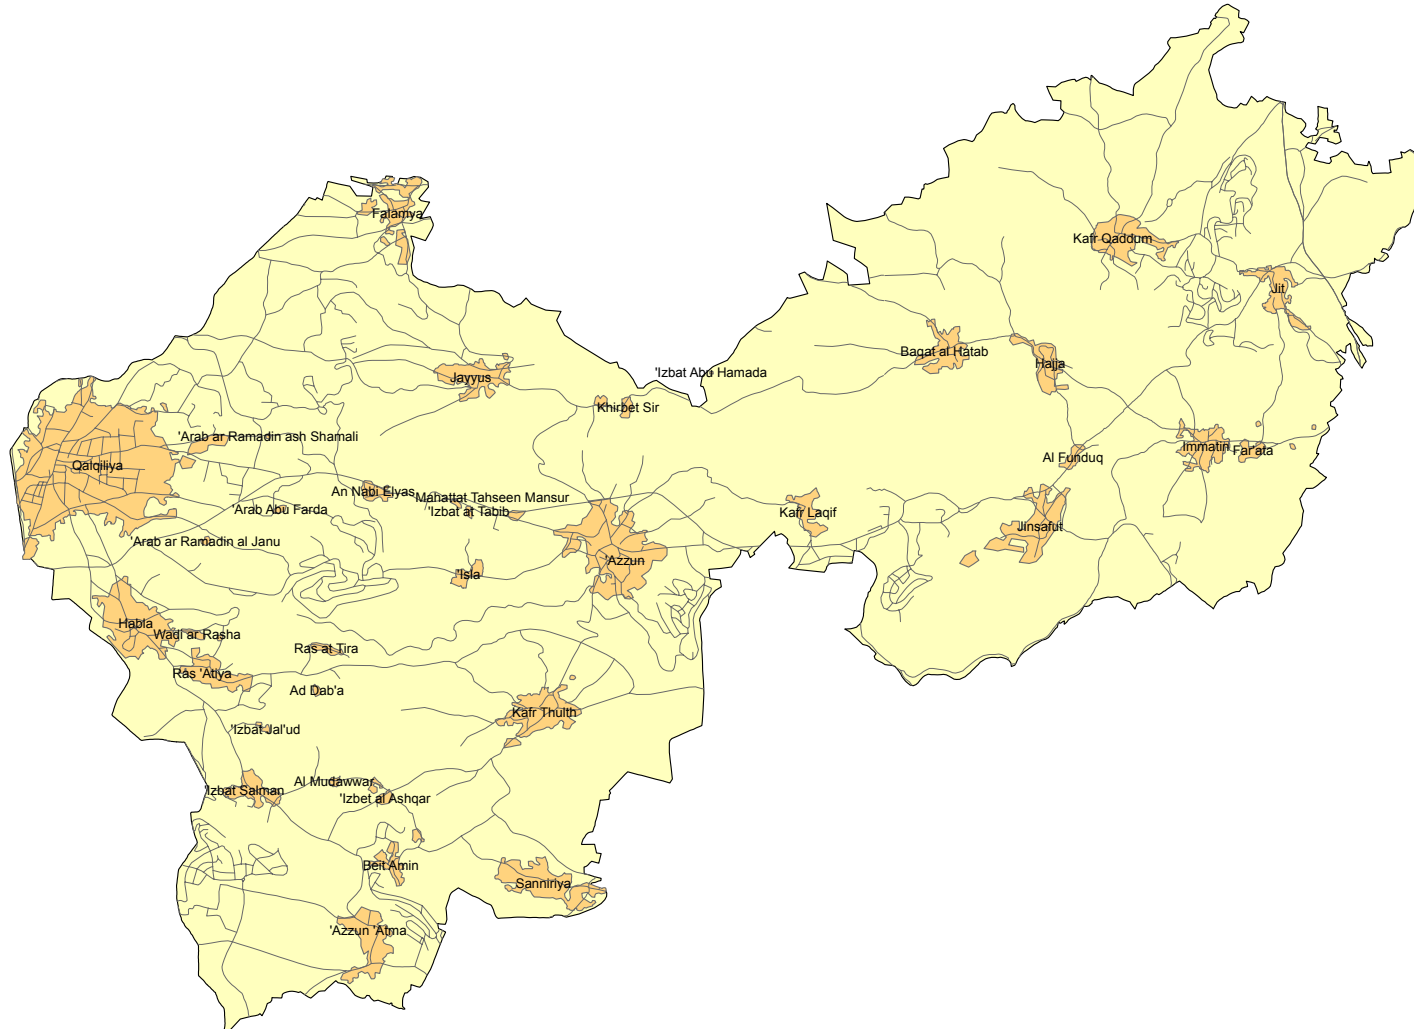 Falamya
Kafr Qaddum
Jit
Baqat al Hatab
Hajja
'Izbat Abu Hamada
Jayyus
Khirbet Sir
'Arab ar Ramadin ash Shamali
Immatin
Far'ata
Al Funduq
Qalqiliya
An Nabi Elyas
Mahattat Tahseen Mansur
'Arab Abu Farda
'Izbat at Tabib
Kafr Laqif
Jinsafut
'Arab ar Ramadin al Janu
'Azzun
'Isla
Habla
Wadi ar Rasha
Ras at Tira
Ras 'Atiya
Ad Dab'a
Kafr Thulth
'Izbat Jal'ud
Al Mudawwar
'Izbat Salman
'Izbet al Ashqar
Beit Amin
Sanniriya
'Azzun 'Atma